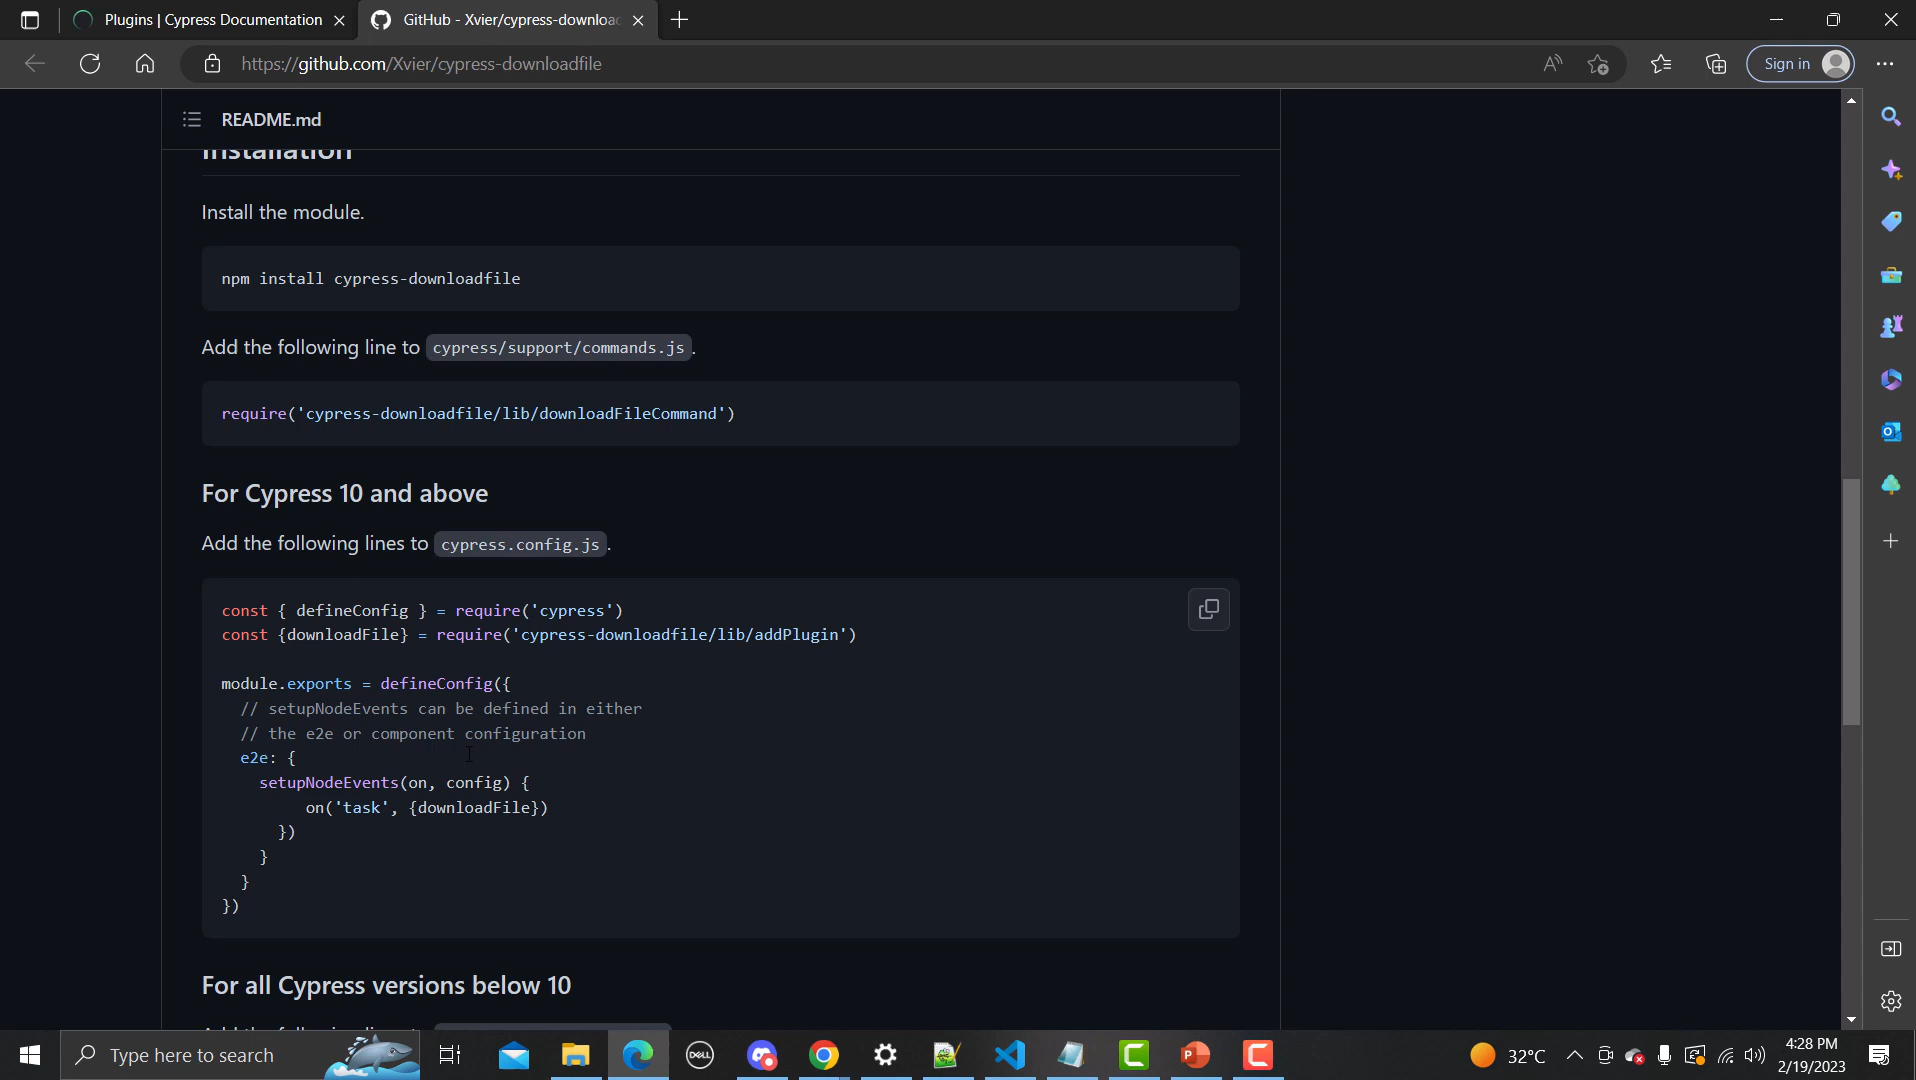 Plugins | Cypress Documentation
GitHub - Xvier/cypress-downloa
https://github.com/Xvier/cypress-downloadfile
Sign in
README.md
Installation
Install the module.
npm install cypress-downloadfile
Add the following line to cypress/support/commands.js.
require('cypress-downloadfile/lib/downloadFileCommand')
For Cypress 10 and above
Add the following lines to cypress.config.js.
const { defineConfig } = require('cypress')
const {downloadFile} = require('cypress-downloadfile/lib/addPlugin')
module.exports = defineConfig({
// setupNodeEvents can be defined in either
// the e2e or component configuration
e2e: {
setupNodeEvents(on, config) {
on('task', {downloadFile})
})
}
}
})
For all Cypress versions below 10
Type here to search
DELL
32°C
4:28 PM
2/19/2023